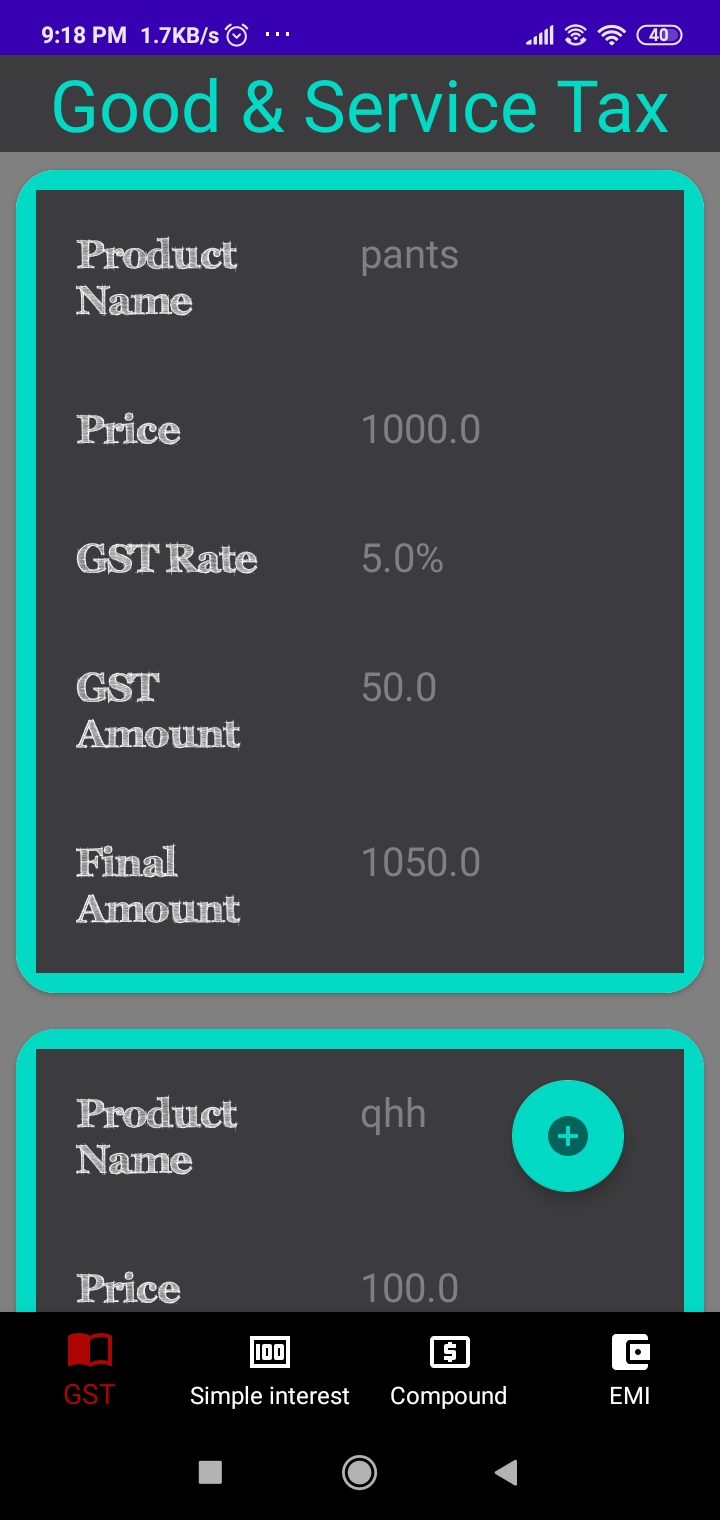 9:18 PM 1.7KB/s ... 40
Good & Service Tax
Product pants
Name
Price 1000.0
GST Rate 5.0%
GST 50.0
Amount
Final 1050.0
Amount
Product qhh
Name
Price 100.0
100
GST Simple interest Compound EMI